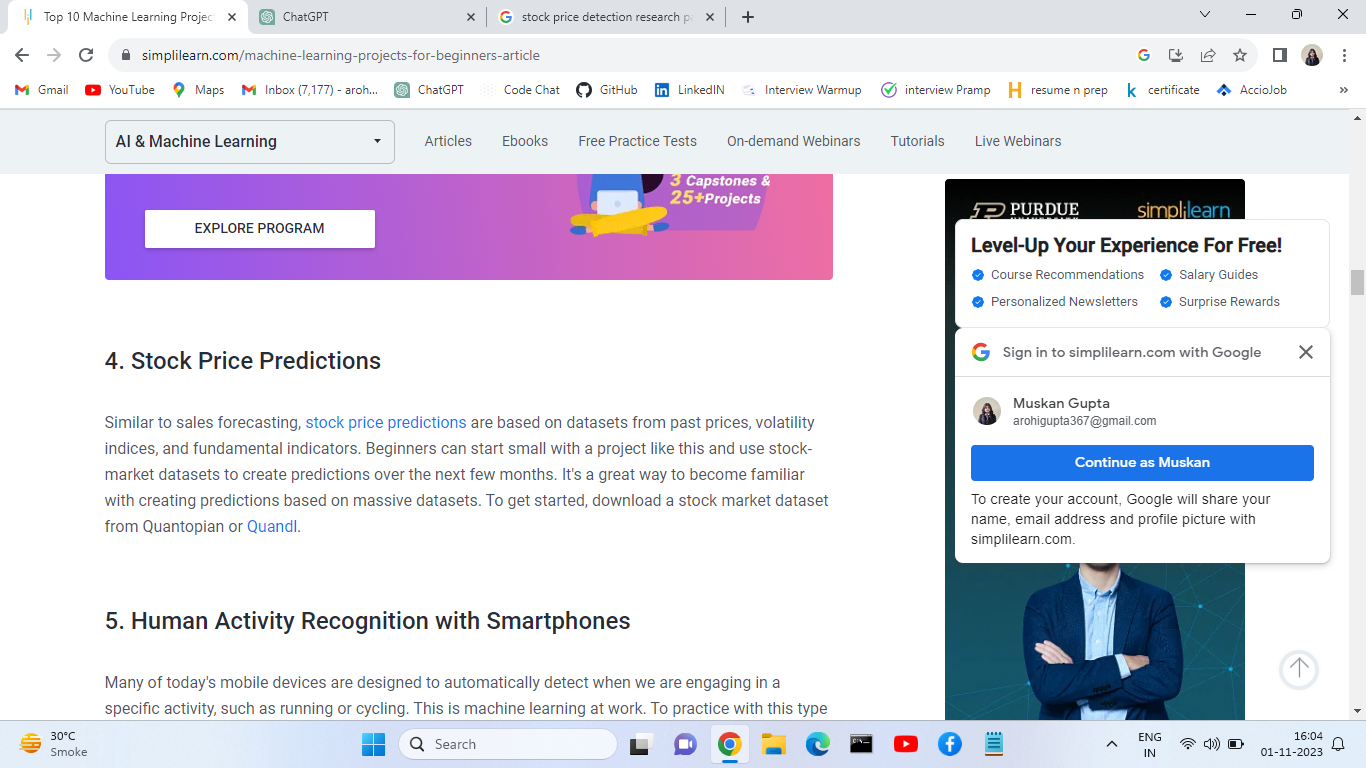 Top 10 Machine Learning Projec
ChatGPT
stock price detection research pa
simplilearn.com/machine-learning-projects-for-beginners-article
Gmail
YouTube
Maps
Inbox (7,177) - aroh...
ChatGPT
Code Chat
GitHub
LinkedIN
Interview Warmup
interview Pramp
resume n prep
certificate
AccioJob
»
AI & Machine Learning
Articles
Ebooks
Free Practice Tests
On-demand Webinars
Tutorials
Live Webinars
3 Capstones &
25+Projects
EXPLORE PROGRAM
PURDUE
simplilearn
Level-Up Your Experience For Free!
Course Recommendations
Salary Guides
Personalized Newsletters
Surprise Rewards
Sign in to simplilearn.com with Google
Muskan Gupta
arohigupta367@gmail.com
Continue as Muskan
To create your account, Google will share your
name, email address and profile picture with
simplilearn.com.
4. Stock Price Predictions
Similar to sales forecasting, stock price predictions are based on datasets from past prices, volatility
indices, and fundamental indicators. Beginners can start small with a project like this and use stock-
market datasets to create predictions over the next few months. It's a great way to become familiar
with creating predictions based on massive datasets. To get started, download a stock market dataset
from Quantopian or Quandl.
5. Human Activity Recognition with Smartphones
Many of today's mobile devices are designed to automatically detect when we are engaging in a
specific activity, such as running or cycling. This is machine learning at work. To practice with this type
30°C
Smoke
Search
ENG
IN
16:04
01-11-2023